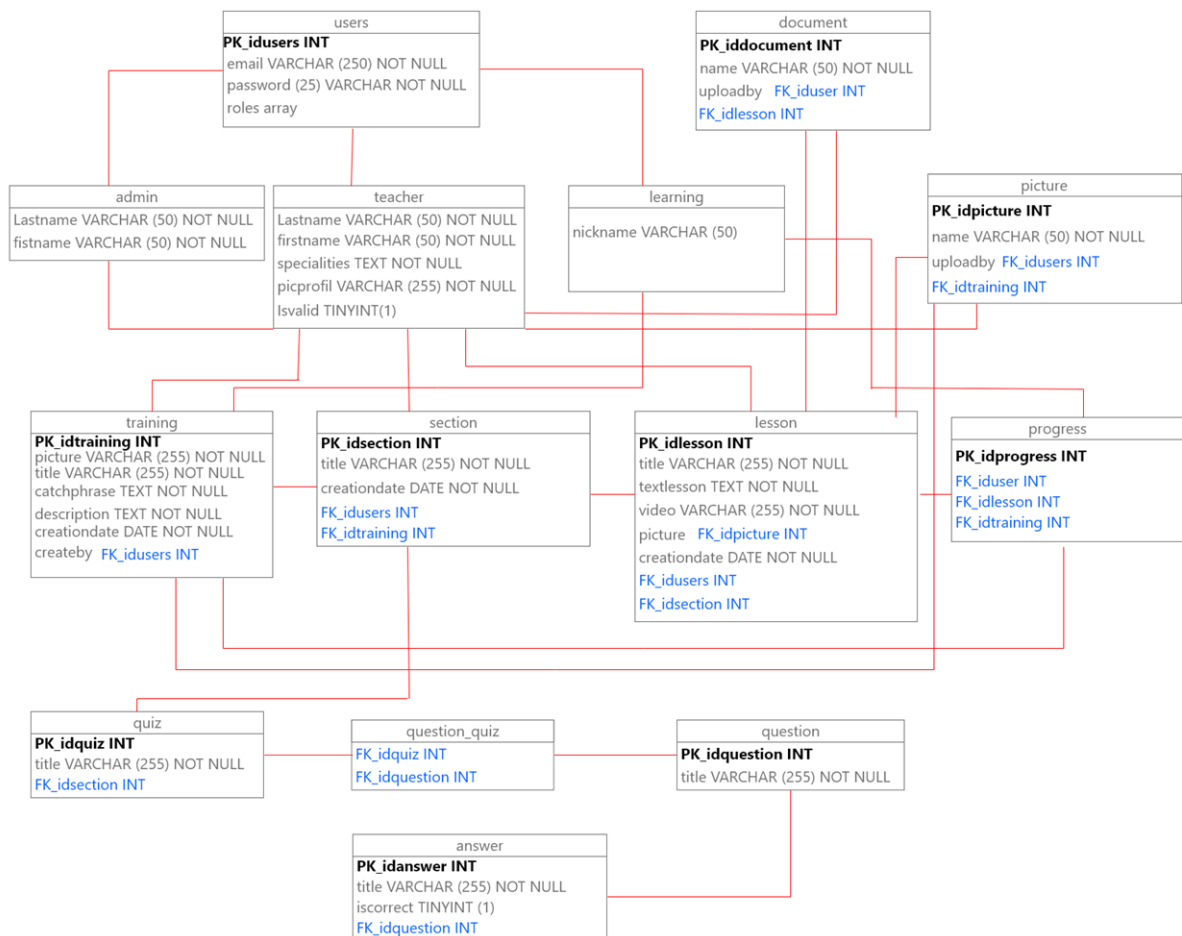 users
PK_idusers INT
email VARCHAR (250) NOT NULL
password (25) VARCHAR NOT NULL
roles array
document
PK_iddocument INT
name VARCHAR (50) NOT NULL
uploadby FK_iduser INT
FK_idlesson INT
admin
Lastname VARCHAR (50) NOT NULL
fistname VARCHAR (50) NOT NULL
teacher
Lastname VARCHAR (50) NOT NULL
firstname VARCHAR (50) NOT NULL
specialities TEXT NOT NULL
picprofil VARCHAR (255) NOT NULL
Isvalid TINYINT(1)
learning
nickname VARCHAR (50)
picture
PK_idpicture INT
name VARCHAR (50) NOT NULL
uploadby FK_idusers INT
FK_idtraining INT
training
PK_idtraining INT
picture VARCHAR (255) NOT NULL
title VARCHAR (255) NOT NULL
catchphrase TEXT NOT NULL
description TEXT NOT NULL
creationdate DATE NOT NULL
createby FK_idusers INT
section
PK_idsection INT
title VARCHAR (255) NOT NULL
creationdate DATE NOT NULL
FK_idusers INT
FK_idtraining INT
lesson
PK_idlesson INT
title VARCHAR (255) NOT NULL
textlesson TEXT NOT NULL
video VARCHAR (255) NOT NULL
picture FK_idpicture INT
creationdate DATE NOT NULL
FK_idusers INT
FK_idsection INT
progress
PK_idprogress INT
FK_iduser INT
FK_idlesson INT
FK_idtraining INT
quiz
PK_idquiz INT
title VARCHAR (255) NOT NULL
FK_idsection INT
question_quiz
FK_idquiz INT
FK_idquestion INT
question
PK_idquestion INT
title VARCHAR (255) NOT NULL
answer
PK_idanswer INT
title VARCHAR (255) NOT NULL
iscorrect TINYINT (1)
FK_idquestion INT